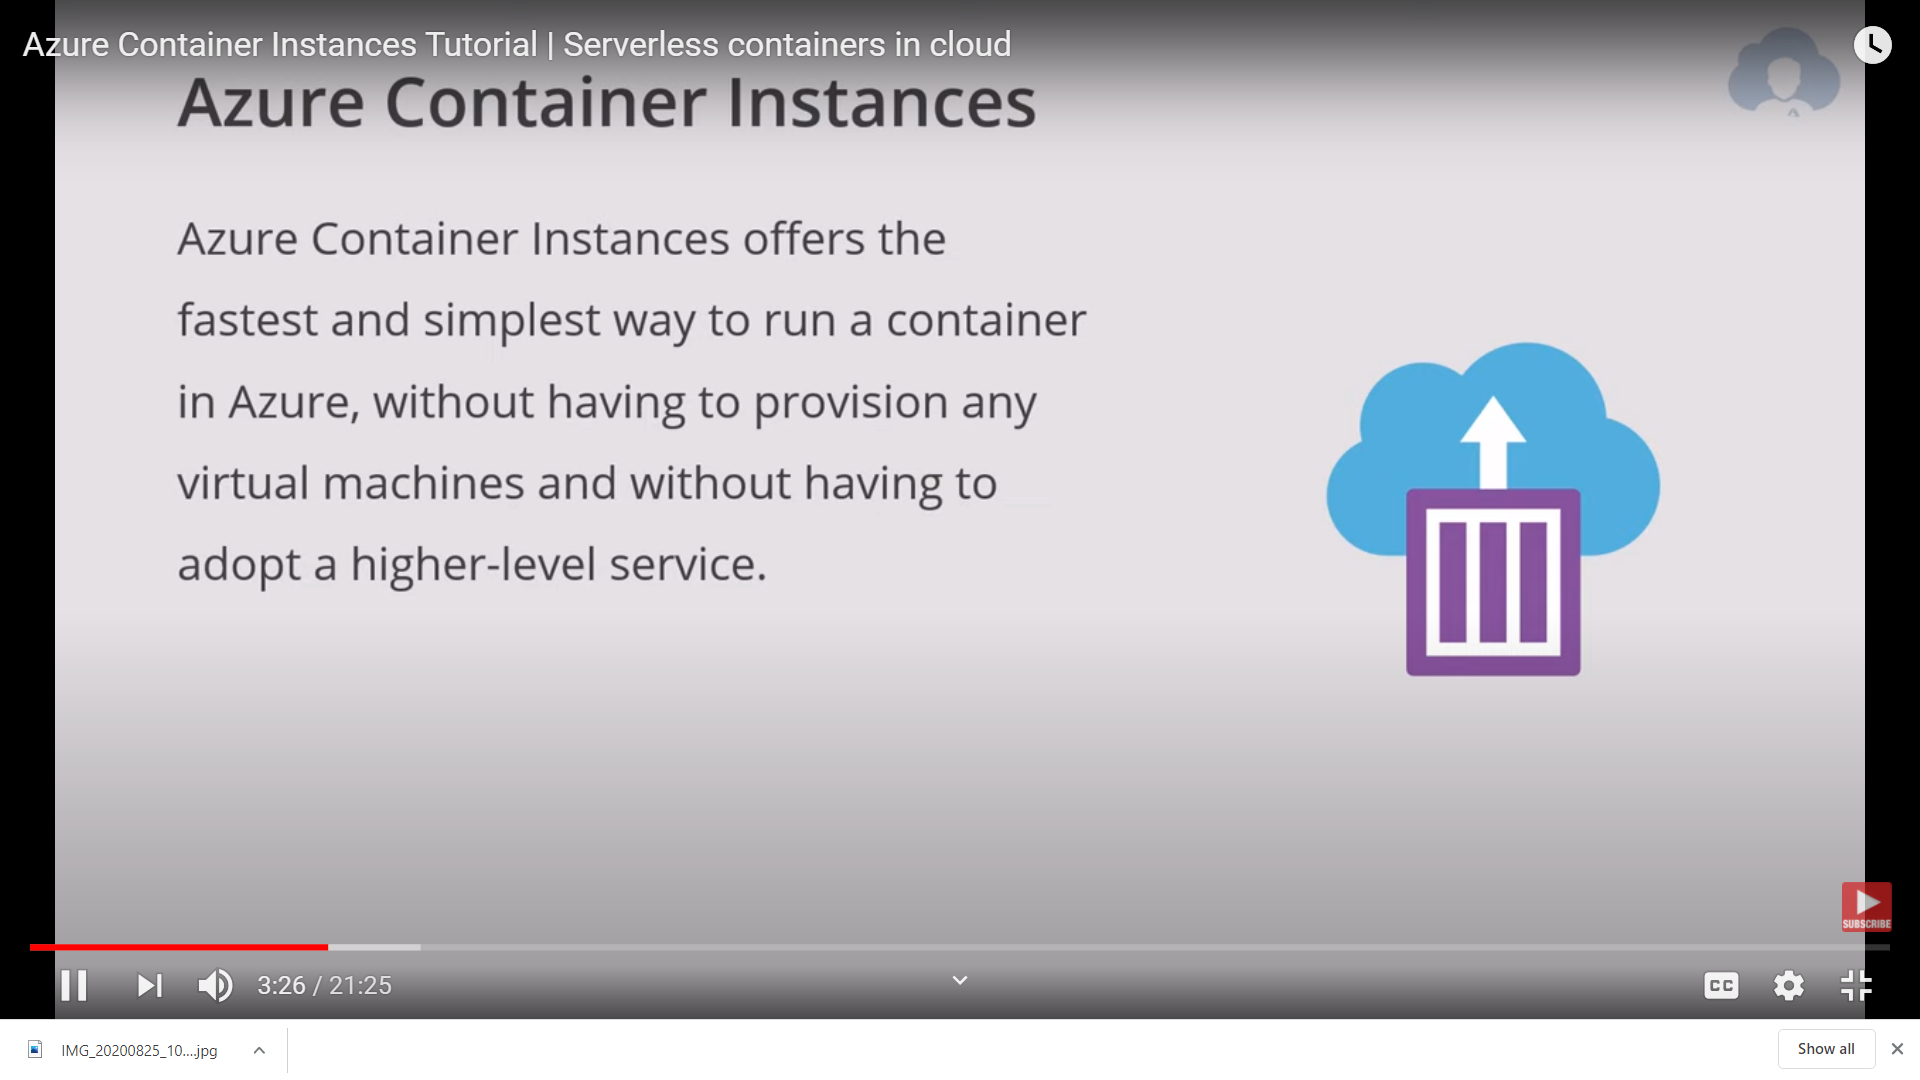 Azure Container Instances Tutorial | Serverless containers in cloud
Azure Container Instances
Azure Container Instances offers the
fastest and simplest way to run a container
in Azure, without having to provision any
virtual machines and without having to
adopt a higher-level service.
SUBSCRIBE
3:26 / 21:25
CC
IMG_20200825_10....jpg
Show all